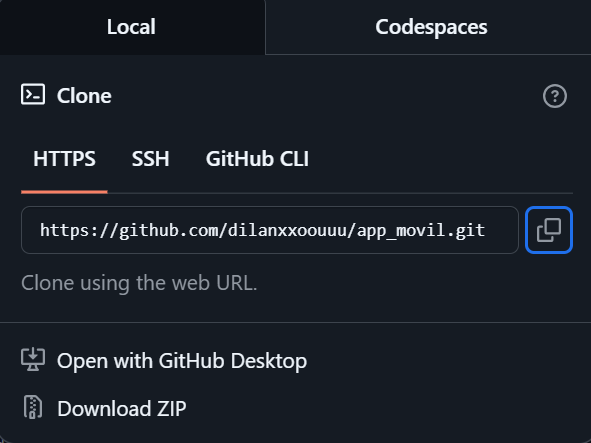 Local
Codespaces
Clone
HTTPS
SSH
GitHub CLI
https://github.com/dilanxxoouuu/app_movil.git
Clone using the web URL.
Open with GitHub Desktop
Download ZIP